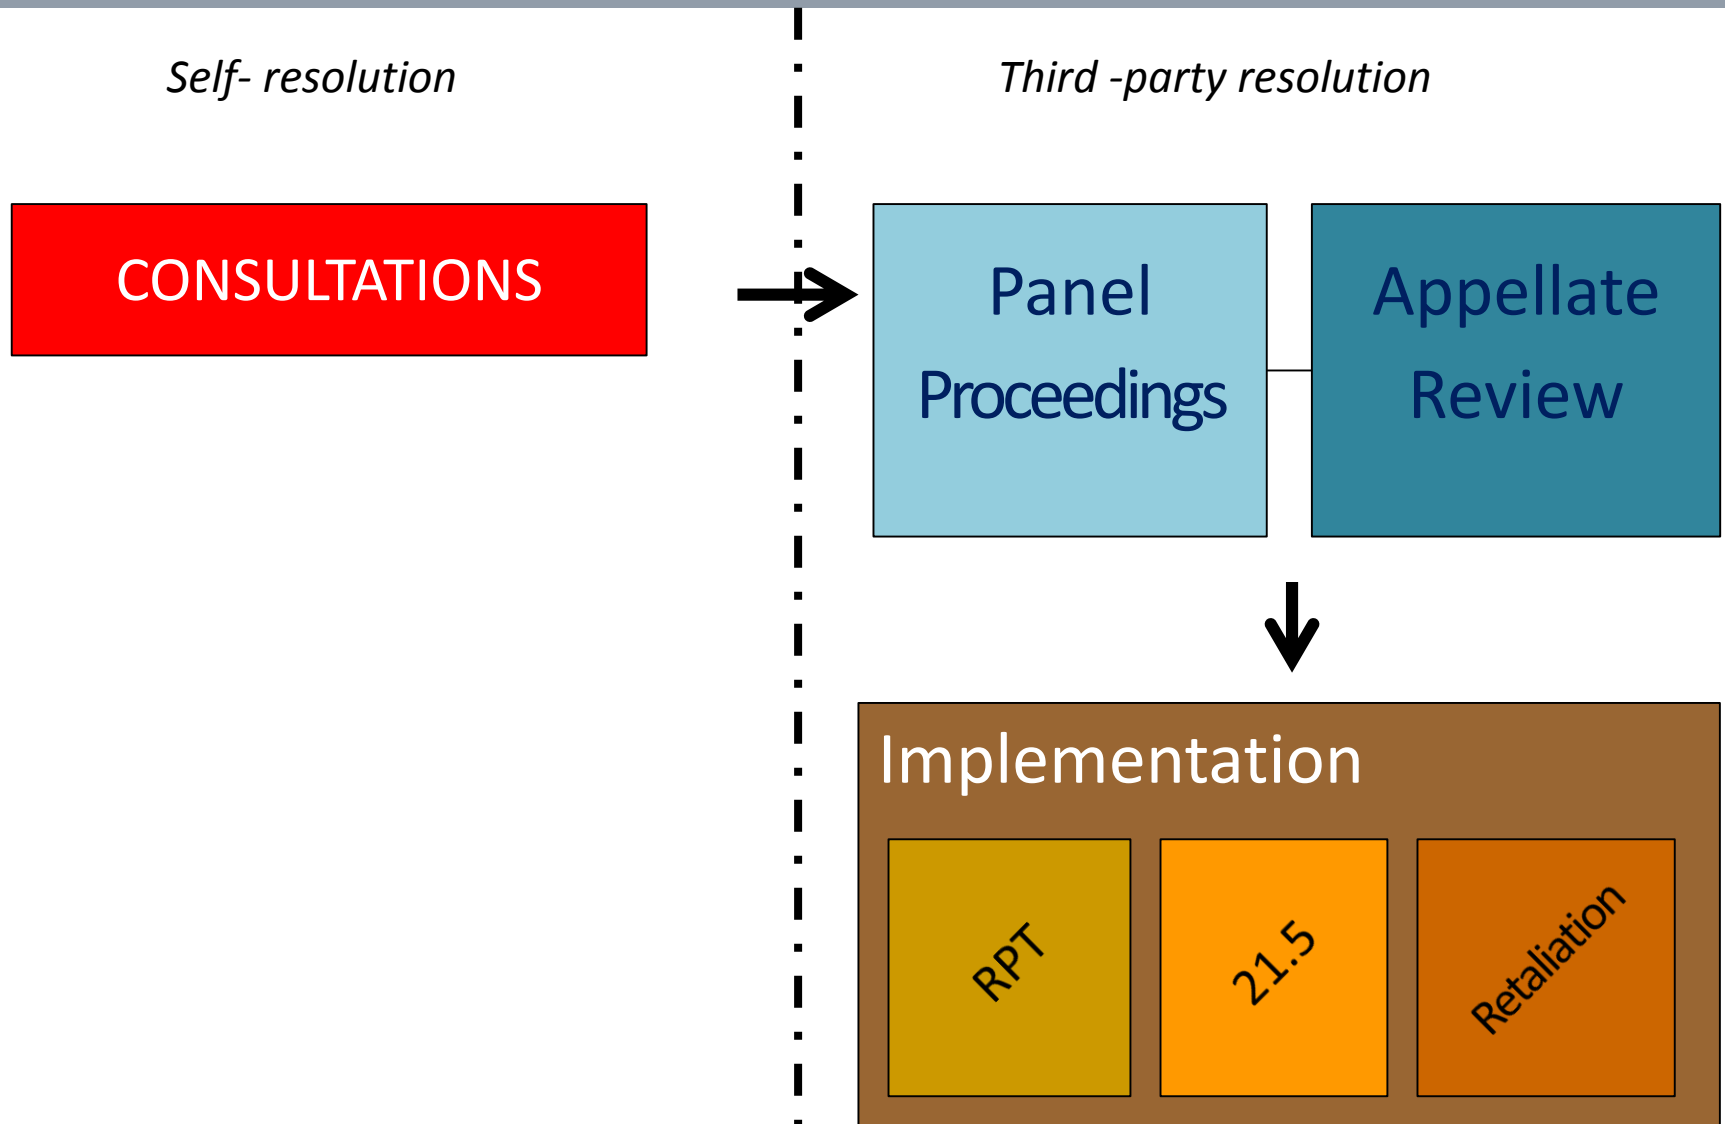 Self- resolution
Third -party resolution
CONSULTATIONS
Panel
Proceedings
Appellate
Review
Implementation
RPT
21.5
Retaliation